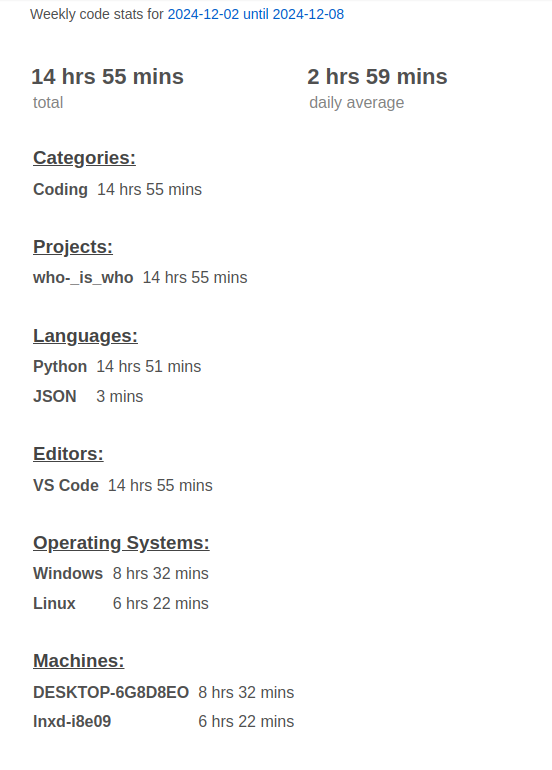 Weekly code stats for 2024-12-02 until 2024-12-08
14 hrs 55 mins 2 hrs 59 mins
total daily average
Categories:
Coding 14 hrs 55 mins
Projects:
who-_is_who 14 hrs 55 mins
Languages:
Python 14 hrs 51 mins
JSON 3 mins
Editors:
VS Code 14 hrs 55 mins
Operating Systems:
Windows 8 hrs 32 mins
Linux 6 hrs 22 mins
Machines:
DESKTOP-6G8D8EO 8 hrs 32 mins
lnxd-i8e09 6 hrs 22 mins